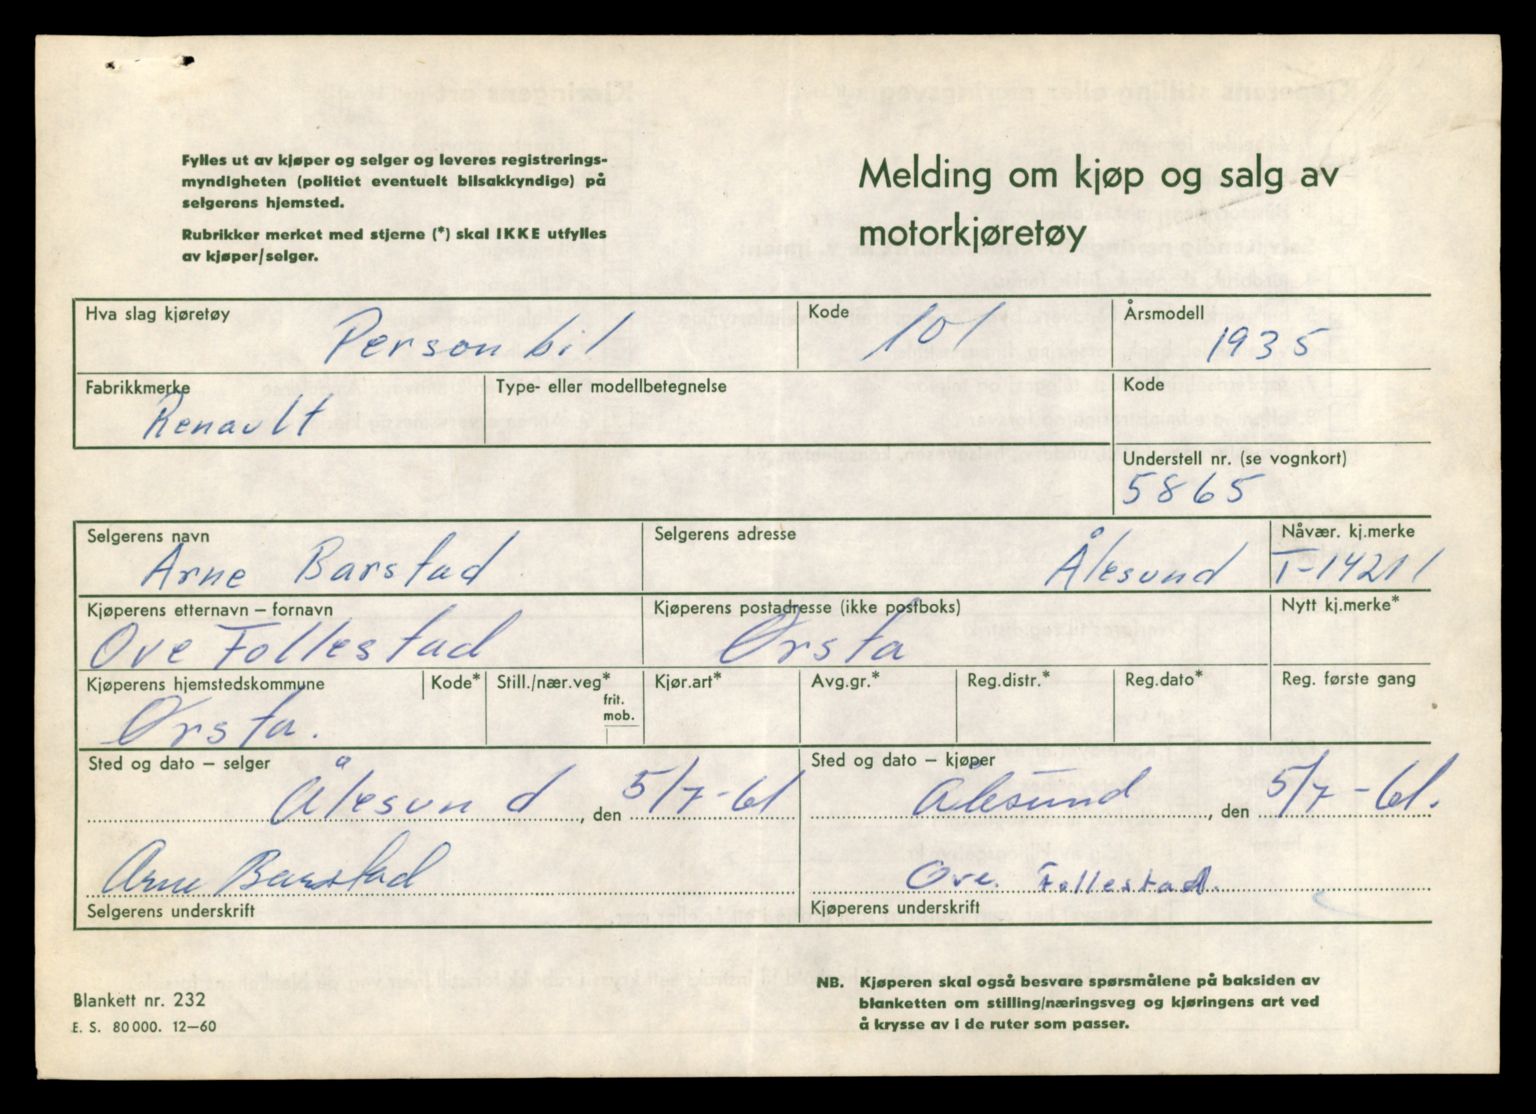 Fylles ut av kjøper og selger og leveres registrerings-
myndigheten (politiet eventuelt bilsakkyndige) på
selgerens hjemsted.
Rubrikker merket med stjerne (*) skal IKKE utfylles
av kjøper/selger.
Melding om kjøp og salg av
motorkjøretøy
Hva slag kjøretøy
Personbil
Kode
101
Årsmodell
1935
Fabrikkmerke
Renault
Type- eller modellbetegnelse
Kode
Understell nr. (se vognkort)
5865
Selgerens navn
Arne Barstad
Selgerens adresse
Ålesund
Nåvær. kj.merke
T-14211
Kjøperens etternavn – fornavn
Ove Follestad
Kjøperens postadresse (ikke postboks)
Ørsta
Nytt kj.merke*
Kjøperens hjemstedskommune
Ørsta.
Kode*
Still./nær.veg*
frit.
mob.
Kjør.art*
Avg.gr.*
Reg.distr.*
Reg.dato*
Reg. første gang
Sted og dato – selger
Ålesund, den 5/7-61
Arne Barstad
Selgerens underskrift
Sted og dato – kjøper
Ålesund, den 5/7-61.
Ove. Follestad.
Kjøperens underskrift
Blankett nr. 232
E. S. 80 000. 12–60
NB. Kjøperen skal også besvare spørsmålene på baksiden av
blanketten om stilling/næringsveg og kjøringens art ved
å krysse av i de ruter som passer.